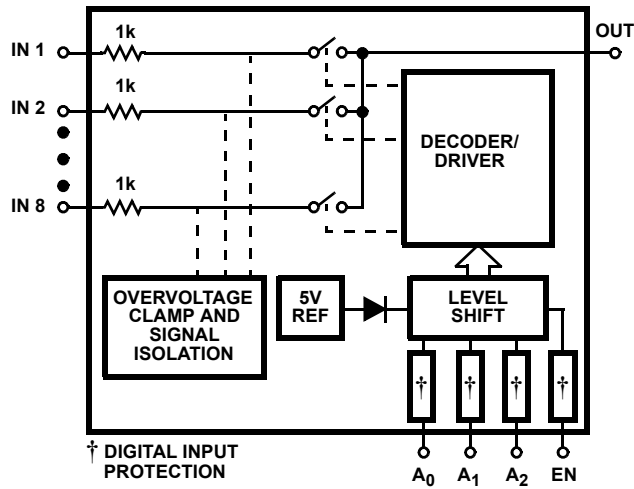 OUT
IN 1
1k
IN 2
1k
IN 8
1k
DECODER/
DRIVER
OVERVOLTAGE
CLAMP AND
SIGNAL
ISOLATION
5V
REF
LEVEL
SHIFT
† † † †
† DIGITAL INPUT
PROTECTION
A0 A1 A2 EN